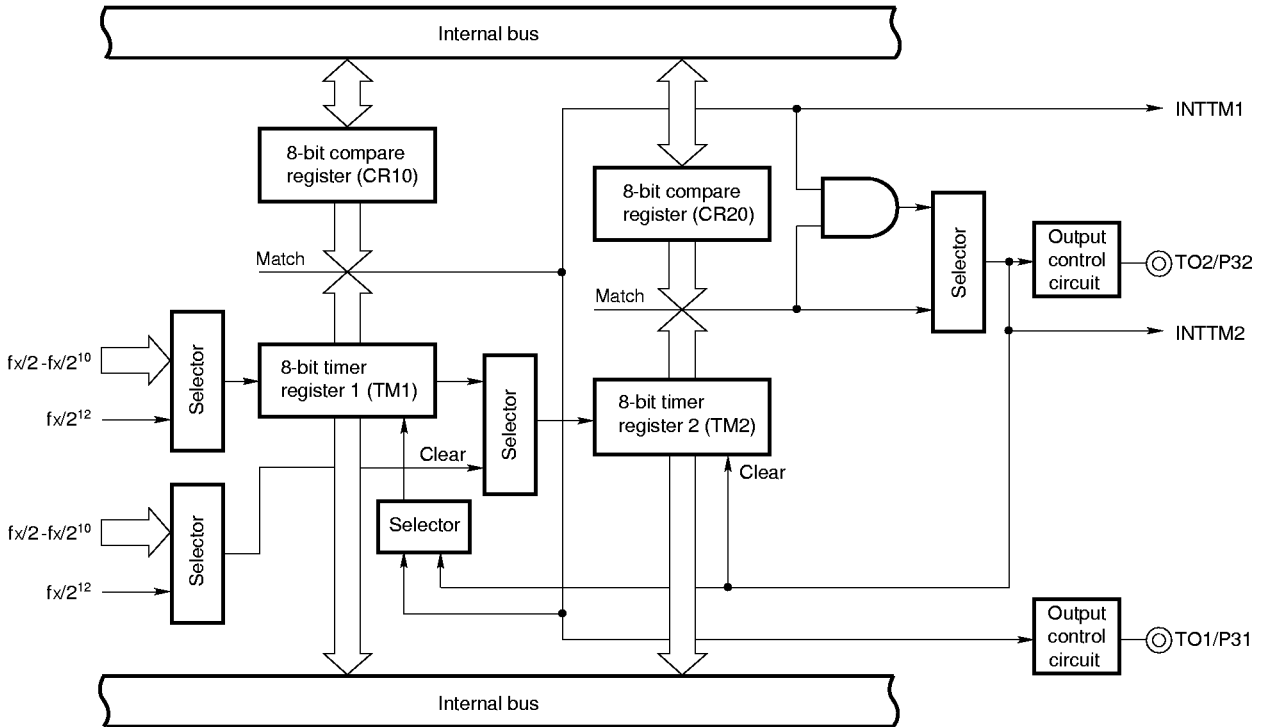 Internal bus
INTTM1
8-bit compare
register (CR10)
8-bit compare
register (CR20)
Selector
Output
control
circuit
TO2/P32
Match
Match
INTTM2
fx/2 -fx/2¹⁰
fx/2¹²
Selector
8-bit timer
register 1 (TM1)
Selector
8-bit timer
register 2 (TM2)
Clear
Clear
fx/2 -fx/2¹⁰
fx/2¹²
Selector
Selector
Output
control
circuit
TO1/P31
Internal bus